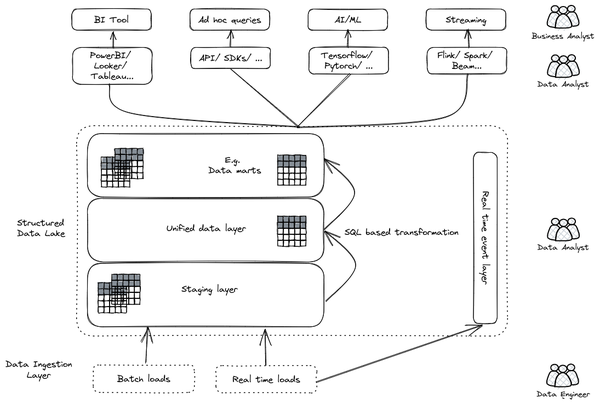 BI Tool
Ad hoc queries
AI/ML
Streaming
Business Analyst
PowerBI/
Looker/
Tableau...
API/ SDKs/ ...
Tensorflow/
Pytorch/ ...
Flink/ Spark/
Beam...
Data Analyst
E.g.
Data marts
Structured
Data Lake
Unified data layer
SQL based transformation
Real time event layer
Data Analyst
Staging layer
Data Ingestion
Layer
Batch loads
Real time loads
Data Engineer